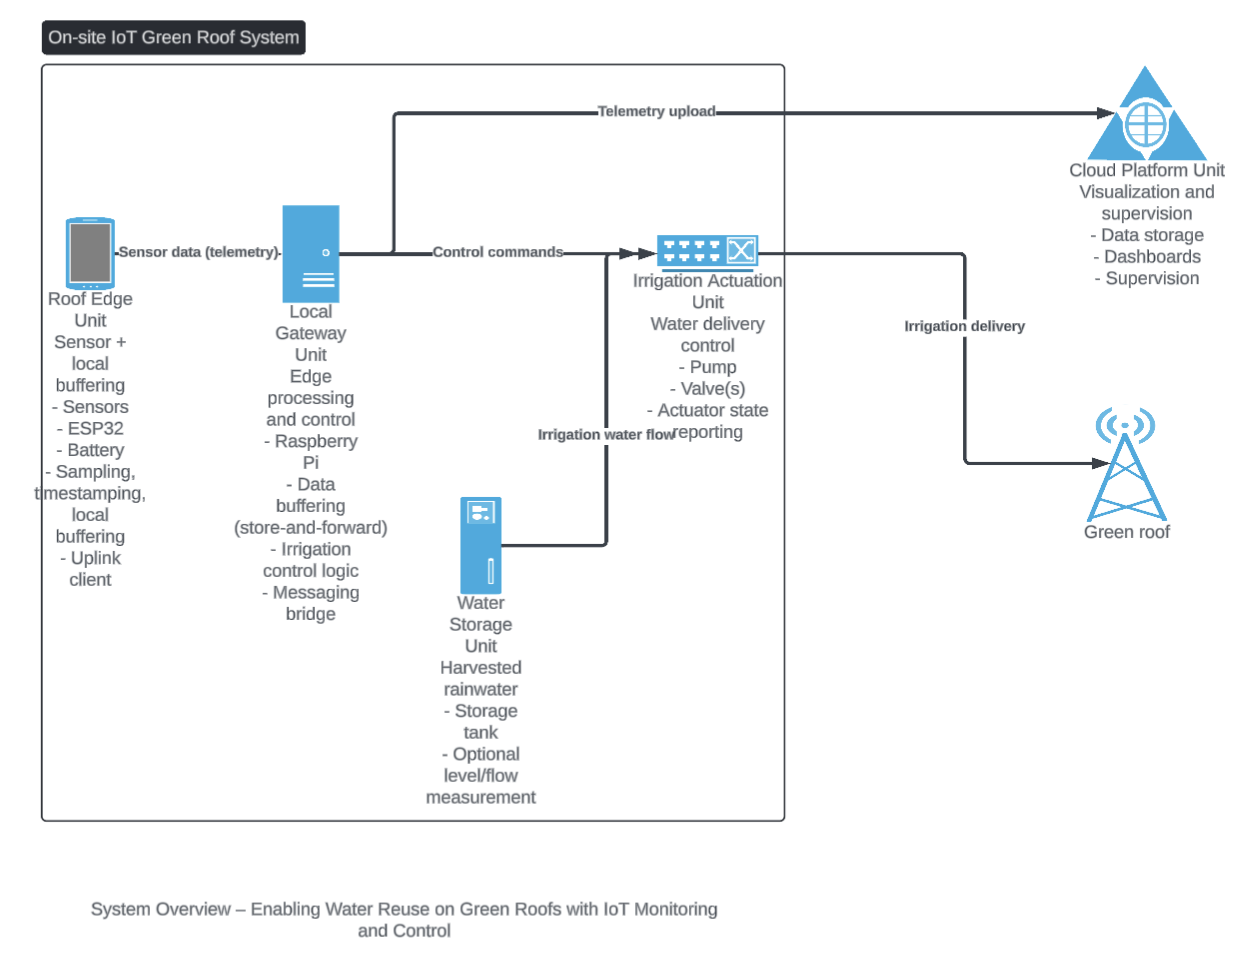 On-site IoT Green Roof System
Telemetry upload
Cloud Platform Unit
Visualization and
supervision
- Data storage
- Dashboards
- Supervision
Sensor data (telemetry)
Control commands
Roof Edge
Unit
Sensor +
local
buffering
- Sensors
- ESP32
- Battery
- Sampling,
timestamping,
local
buffering
- Uplink
client
Local
Gateway
Unit
Edge
processing
and control
- Raspberry
Pi
- Data
buffering
(store-and-forward)
- Irrigation
control logic
- Messaging
bridge
Irrigation Actuation
Unit
Water delivery
control
- Pump
- Valve(s)
- Actuator state
reporting
Irrigation delivery
Irrigation water flow
Green roof
Water
Storage
Unit
Harvested
rainwater
- Storage
tank
- Optional
level/flow
measurement
System Overview – Enabling Water Reuse on Green Roofs with IoT Monitoring
and Control